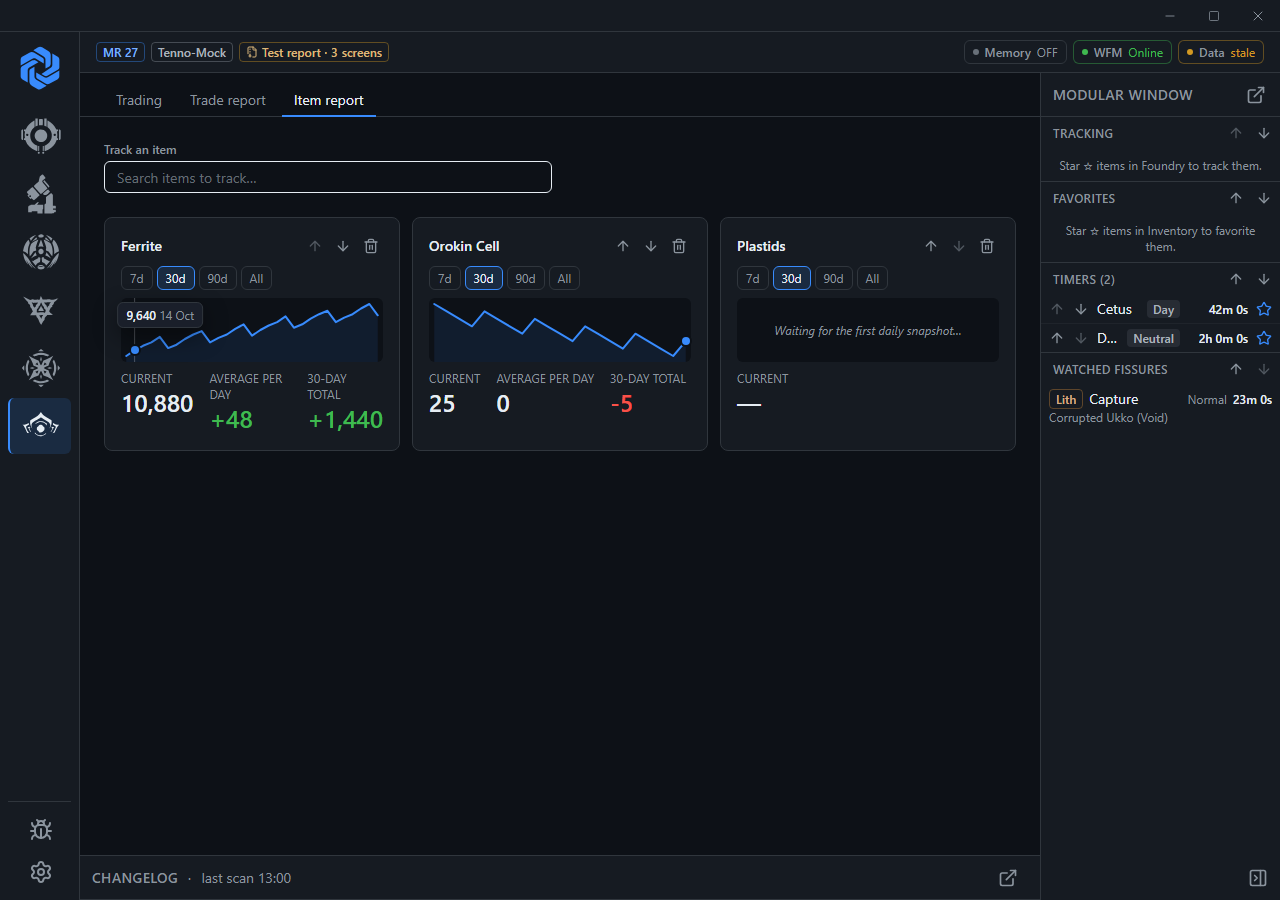 MR 27
Tenno-Mock
Test report · 3 screens
Memory OFF
WFM Online
Data stale
Trading
Trade report
Item report
Track an item
Search items to track...
Ferrite
7d
30d
90d
All
9,640 14 Oct
CURRENT
10,880
AVERAGE PER
DAY
+48
30-DAY
TOTAL
+1,440
Orokin Cell
7d
30d
90d
All
CURRENT
25
AVERAGE PER DAY
0
30-DAY TOTAL
-5
Plastids
7d
30d
90d
All
Waiting for the first daily snapshot...
CURRENT
—
MODULAR WINDOW
TRACKING
Star ☆ items in Foundry to track them.
FAVORITES
Star ☆ items in Inventory to favorite
them.
TIMERS (2)
Cetus Day 42m 0s
D... Neutral 2h 0m 0s
WATCHED FISSURES
Lith Capture Normal 23m 0s
Corrupted Ukko (Void)
CHANGELOG · last scan 13:00